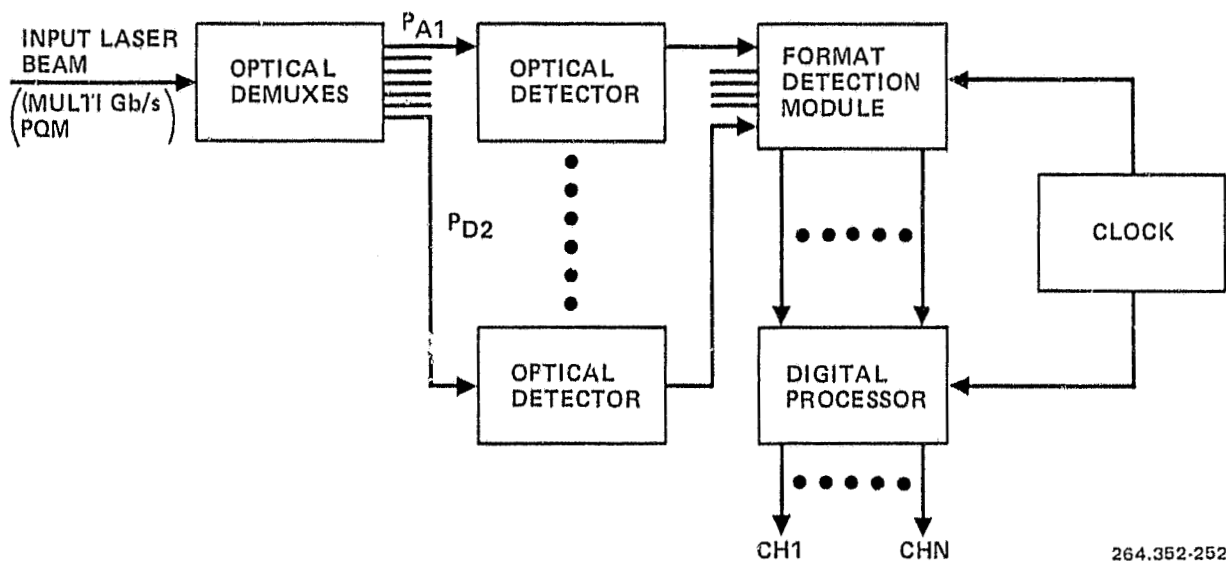 INPUT LASER
BEAM
((MULTI Gb/s
PQM)
OPTICAL
DEMUXES
PA1
OPTICAL
DETECTOR
FORMAT
DETECTION
MODULE
PD2
CLOCK
OPTICAL
DETECTOR
DIGITAL
PROCESSOR
CH1
CHN
264.352-252